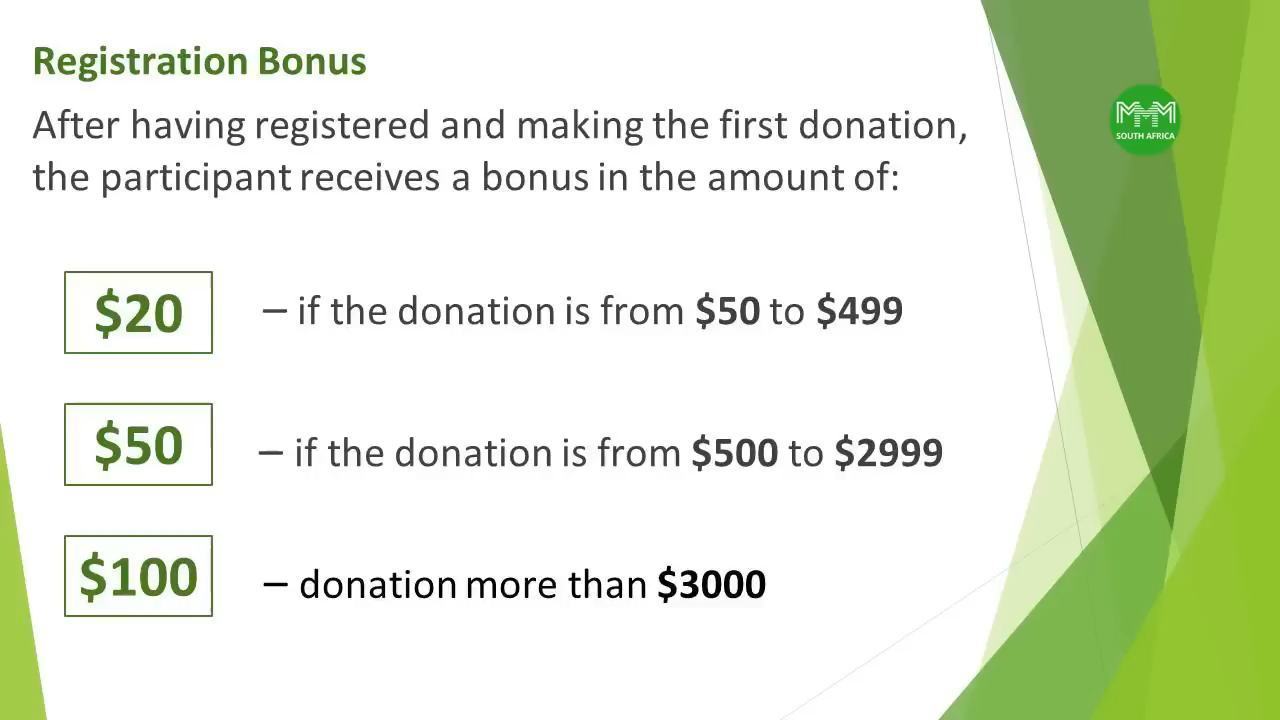 Registration Bonus
After having registered and making the first donation,
the participant receives a bonus in the amount of:
MMM
SOUTH AFRICA
$20 – if the donation is from $50 to $499
$50 – if the donation is from $500 to $2999
$100 – donation more than $3000